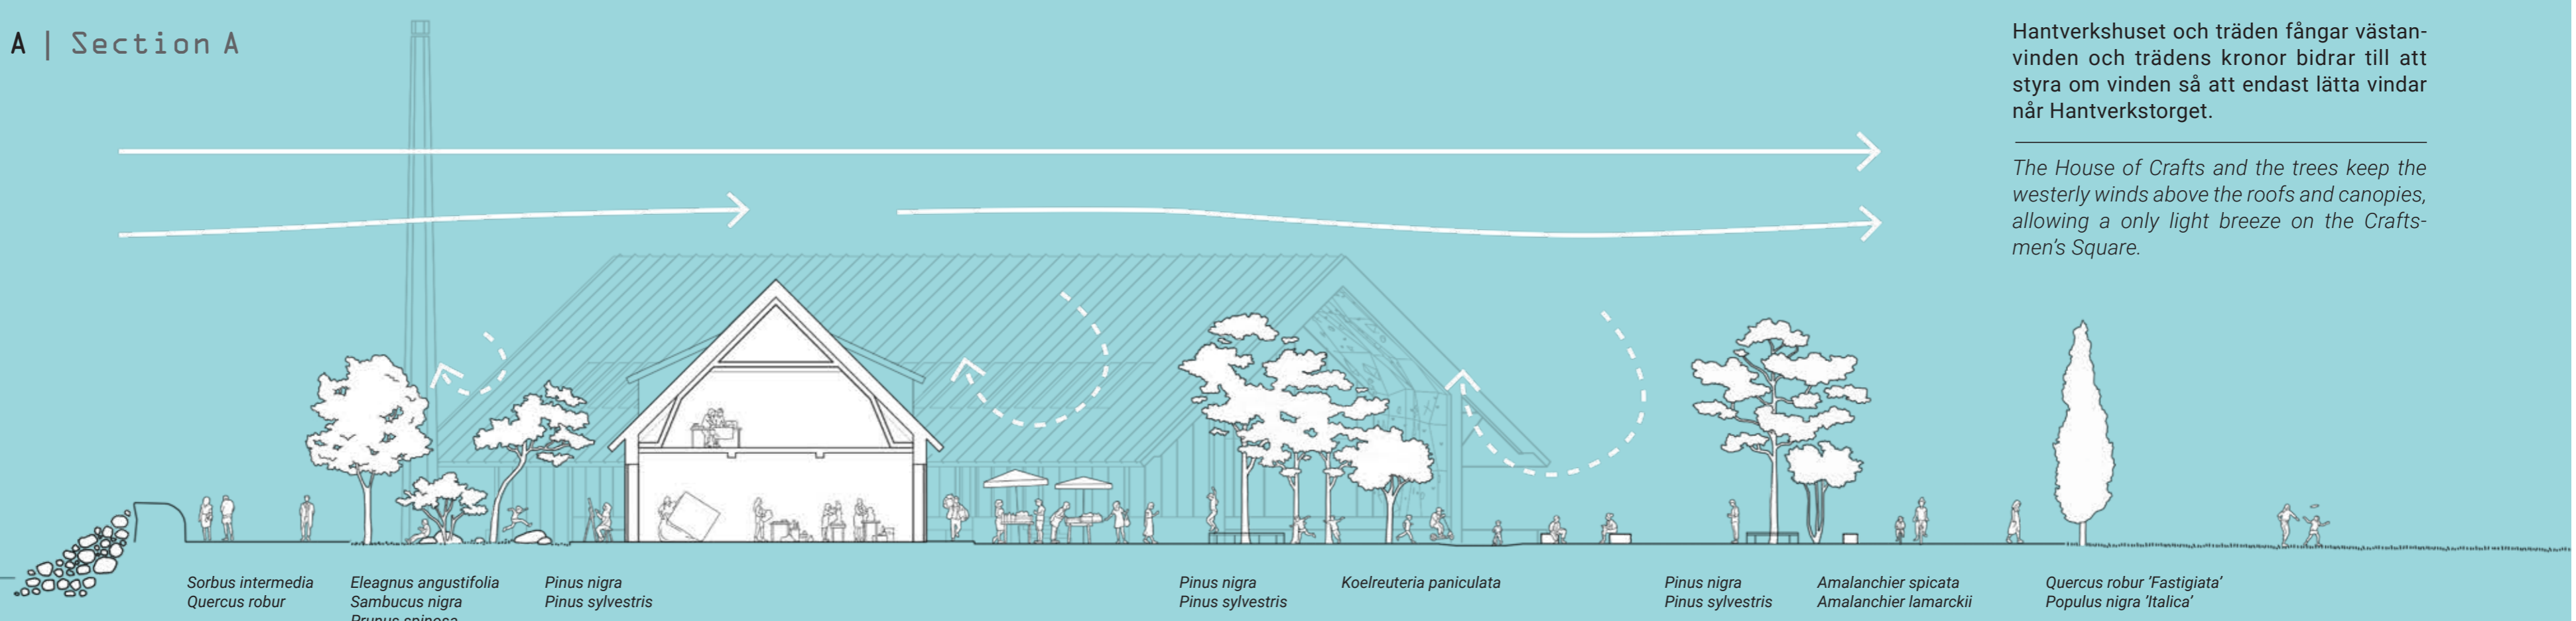 A | Section A
Hantverkshuset och träden fångar västan-
vinden och trädens kronor bidrar till att
styra om vinden så att endast lätta vindar
når Hantverkstorget.
The House of Crafts and the trees keep the
westerly winds above the roofs and canopies,
allowing a only light breeze on the Crafts-
men's Square.
Sorbus intermedia
Quercus robur
Eleagnus angustifolia
Sambucus nigra
Prunus spinosa
Pinus nigra
Pinus sylvestris
Pinus nigra
Pinus sylvestris
Koelreuteria paniculata
Pinus nigra
Pinus sylvestris
Amalanchier spicata
Amalanchier lamarckii
Quercus robur 'Fastigiata'
Populus nigra 'Italica'